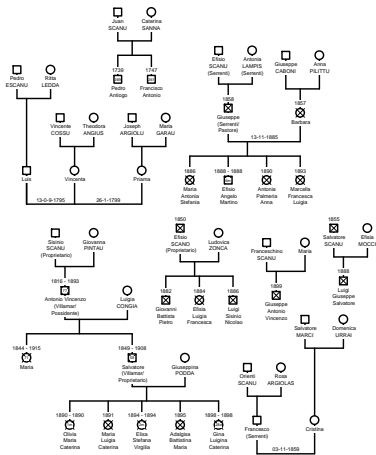 Juan
SCANU
Caterina
SANNA
1739
Pedro
Antiogo
1747
Francisco
Antonio
Efisio
SCANU
(Serrenti)
Antonia
LAMPIS
(Serrenti)
Giuseppe
CABONI
Anna
PILITTU
1858
Giuseppe
(Serrenti/
Pastore)
1857
Barbara
13-11-1885
1886
Maria
Antonia
Stefania
1888 - 1888
Efisio
Angelo
Martino
1890
Antonia
Palmeria
Anna
1893
Marcella
Francesca
Luigia
Pedro
ESCANU
Ritta
LEDDA
Vincente
COSSU
Theodora
ANGIUS
Joseph
ARGIOLU
Maria
GARAU
Luis
Vincenta
Priama
13-0-9-1795
26-1-1799
Sisinio
SCANU
(Proprietario)
Giovanna
PINTAU
1816 - 1893
Antonio Vincenzo
(Villamar/
Possidente)
Luigia
CONGIA
1844 - 1915
Maria
1849 - 1908
Salvatore
(Villamar/
Proprietario)
Giuseppina
PODDA
1890 - 1890
Olivia
Maria
Caterina
1891
Maria
Luigia
Caterina
1894 - 1894
Elisa
Stefania
Virgilia
1895
Adalgisa
Battistina
Maria
1898 - 1898
Gina
Luigina
Caterina
1850
Efisio
SCANO
(Proprietario)
Ludovica
ZONCA
1882
Giovanni
Battista
Pietro
1884
Efisia
Luigia
Francesca
1886
Luigi
Sisinio
Nicolao
Franceschino
SCANU
Maria
1899
Giuseppe
Antonio
Vincenzo
1655
Salvatore
SCANU
Efisia
MOCCI
1888
Luigi
Giuseppe
Salvatore
Salvatore
MARCI
Domenica
URRAI
Orienti
SCANU
Rosa
ARGIOLAS
Francesco
(Serrenti)
Cristina
03-11-1859